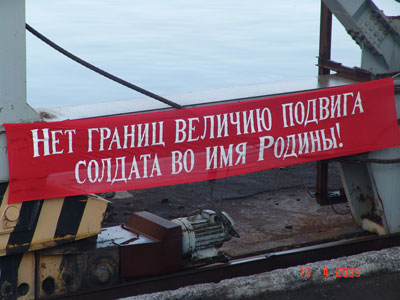 Нет границ величию подвига
солдата во имя Родины!